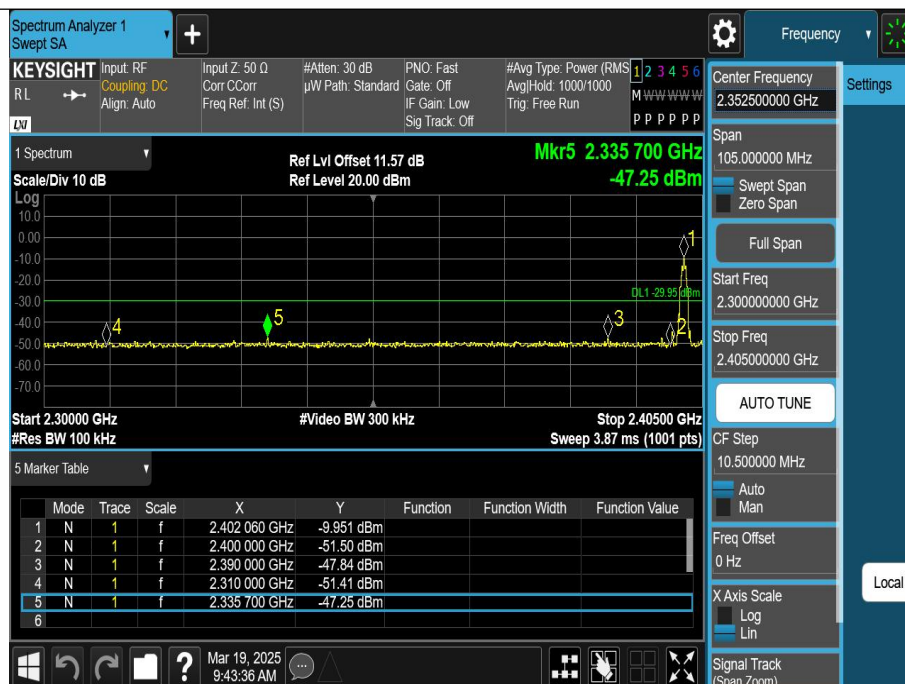 Spectrum Analyzer 1
Swept SA
+
Frequency
KEYSIGHT Input: RF Input Z: 50 Ω #Atten: 30 dB PNO: Fast #Avg Type: Power (RMS 1 2 3 4 5 6
RL Coupling: DC Corr CCorr µW Path: Standard Gate: Off Avg|Hold: 1000/1000 M W W W W W
Align: Auto Freq Ref: Int (S) IF Gain: Low Trig: Free Run
LXI Sig Track: Off P P P P P P
1 Spectrum
Scale/Div 10 dB
Ref Lvl Offset 11.57 dB
Ref Level 20.00 dBm
Mkr5 2.335 700 GHz
-47.25 dBm
Log
10.0
0.00
-10.0
-20.0
-30.0
-40.0
-50.0
-60.0
-70.0
1
DL1 -29.95 dBm
4
5
3
2
Start 2.30000 GHz #Video BW 300 kHz Stop 2.40500 GHz
#Res BW 100 kHz Sweep 3.87 ms (1001 pts)
5 Marker Table
Mode Trace Scale X Y Function Function Width Function Value
1 N 1 f 2.402 060 GHz -9.951 dBm
2 N 1 f 2.400 000 GHz -51.50 dBm
3 N 1 f 2.390 000 GHz -47.84 dBm
4 N 1 f 2.310 000 GHz -51.41 dBm
5 N 1 f 2.335 700 GHz -47.25 dBm
6
Center Frequency
2.352500000 GHz
Span
105.000000 MHz
Swept Span
Zero Span
Full Span
Start Freq
2.300000000 GHz
Stop Freq
2.405000000 GHz
AUTO TUNE
CF Step
10.500000 MHz
Auto
Man
Freq Offset
0 Hz
X Axis Scale
Log
Lin
Signal Track
(Span Zoom)
Settings
Local
?
Mar 19, 2025
9:43:36 AM